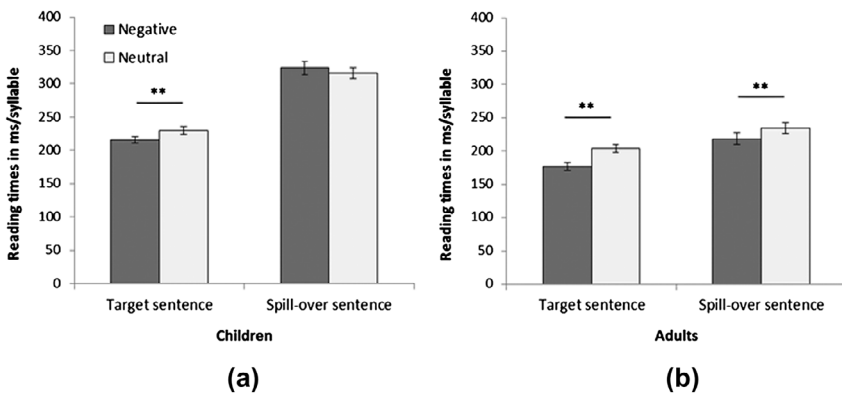 Reading times in ms/syllable
400
350
300
250
200
150
100
50
0
Negative
Neutral
**
Target sentence
Spill-over sentence
Children
(a)
Reading times in ms/syllable
400
350
300
250
200
150
100
50
0
**
**
Target sentence
Spill-over sentence
Adults
(b)